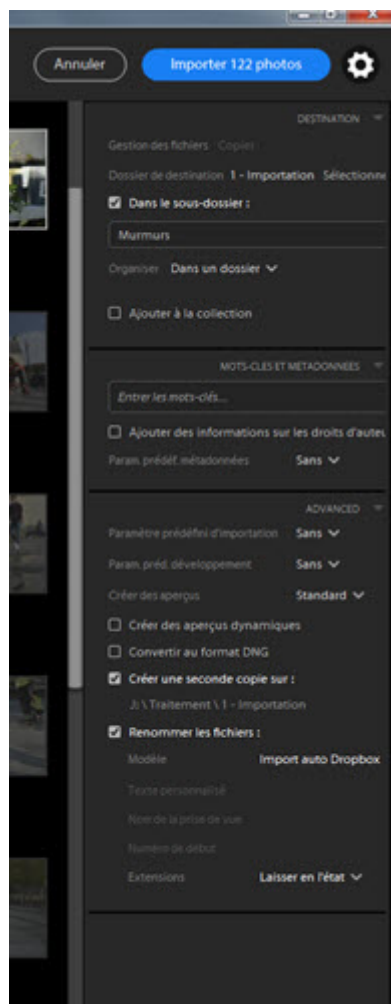 Annuler
Importer 122 photos
DESTINATION
Gestion des fichiers Copier
Dossier de destination 1 - Importation Sélectionne
Dans le sous-dossier :
Murmurs
Organiser Dans un dossier
Ajouter à la collection
MOTS-CLES ET METADONNEES
Entrer les mots-clés...
Ajouter des informations sur les droits d'auteu
Param. prédéf. métadonnées Sans
ADVANCED
Paramètre prédéfini d'importation Sans
Param. préd. développement Sans
Créer des aperçus Standard
Créer des aperçus dynamiques
Convertir au format DNG
Créer une seconde copie sur :
J: \ Traitement \ 1 - Importation
Renommer les fichiers :
Modèle Import auto Dropbox
Texte personnalisé
Nom de la prise de vue
Numéro de début
Extensions Laisser en l'état